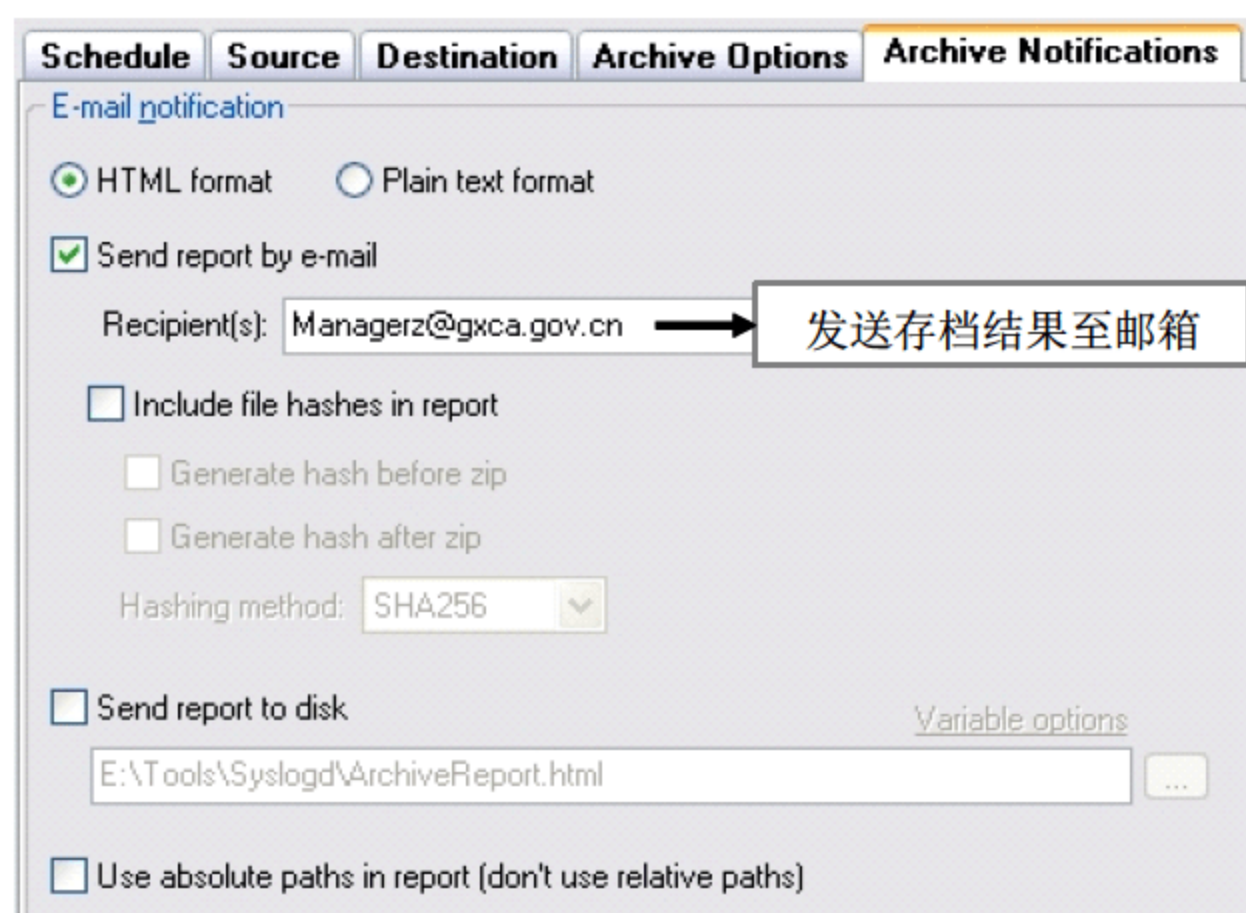 Schedule Source Destination Archive Options Archive Notifications
E-mail notification
HTML format Plain text format
Send report by e-mail
Recipient(s): Managerz@gxca.gov.cn 发送存档结果至邮箱
Include file hashes in report
Generate hash before zip
Generate hash after zip
Hashing method: SHA256
Send report to disk
Variable options
E:\Tools\Syslogd\ArchiveReport.html ...
Use absolute paths in report (don't use relative paths)